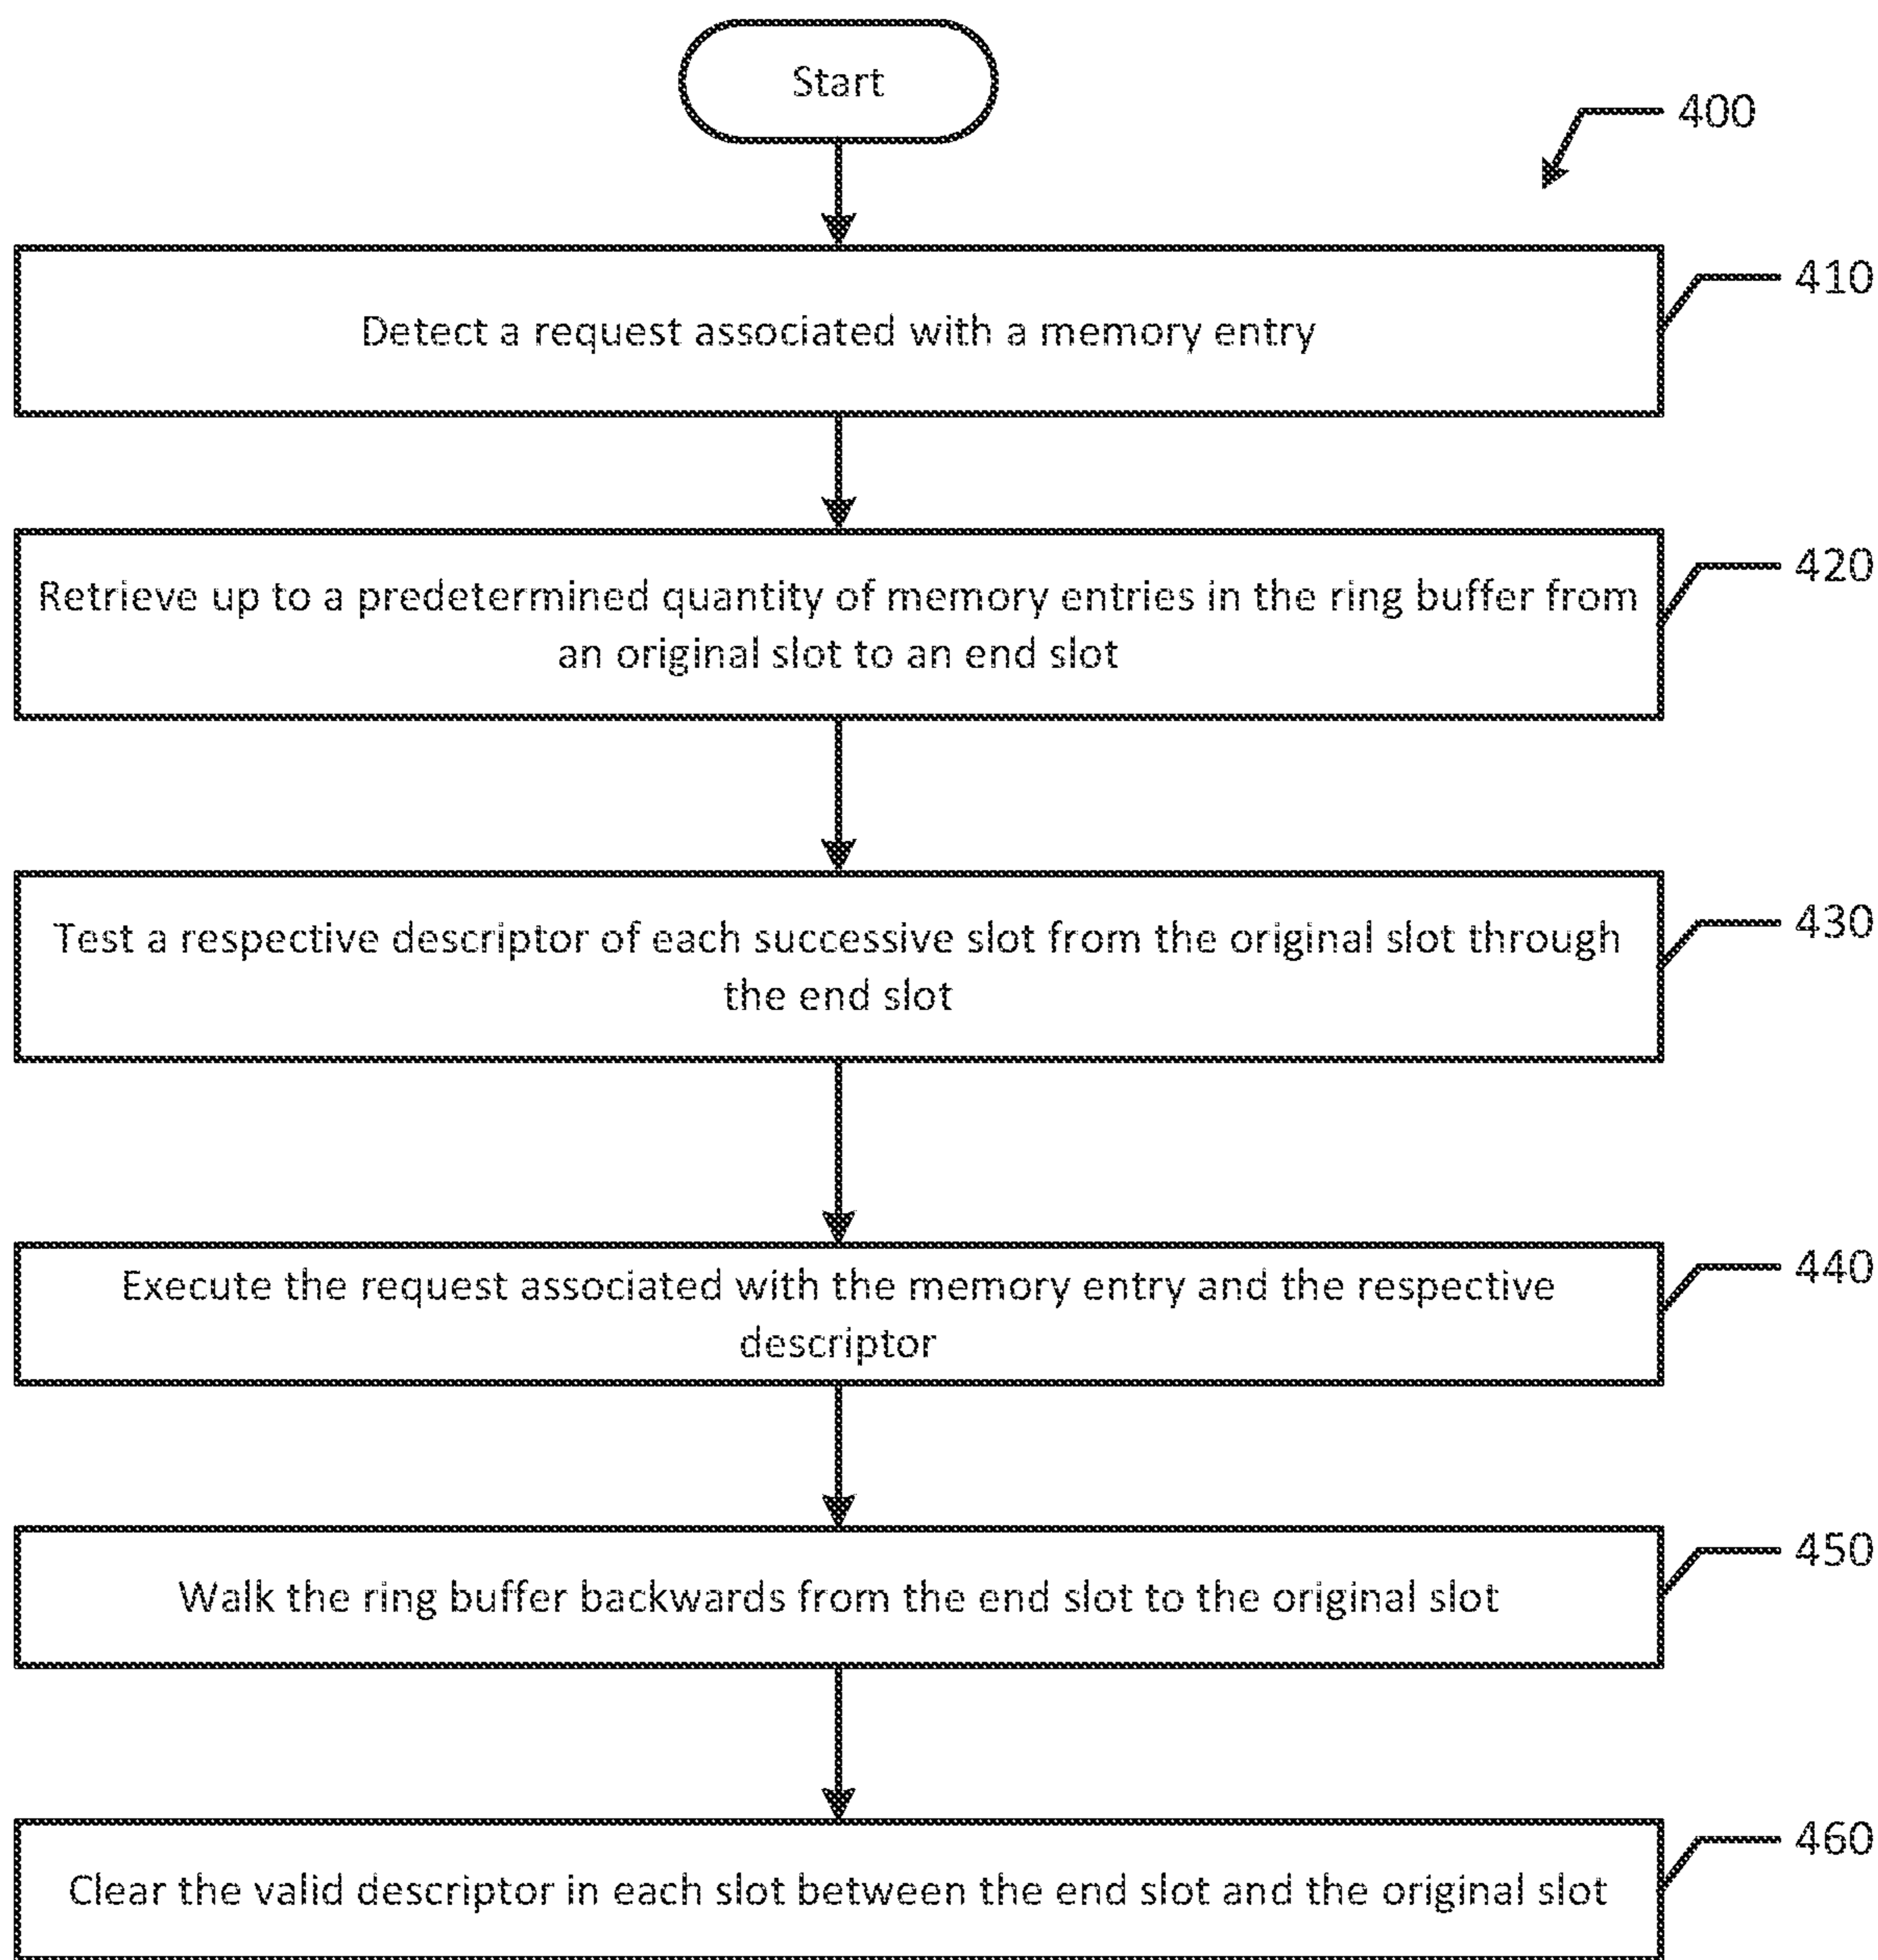 Start
400
410
Detect a request associated with a memory entry
420
Retrieve up to a predetermined quantity of memory entries in the ring buffer from
an original slot to an end slot
430
Test a respective descriptor of each successive slot from the original slot through
the end slot
440
Execute the request associated with the memory entry and the respective
descriptor
450
Walk the ring buffer backwards from the end slot to the original slot
460
Clear the valid descriptor in each slot between the end slot and the original slot